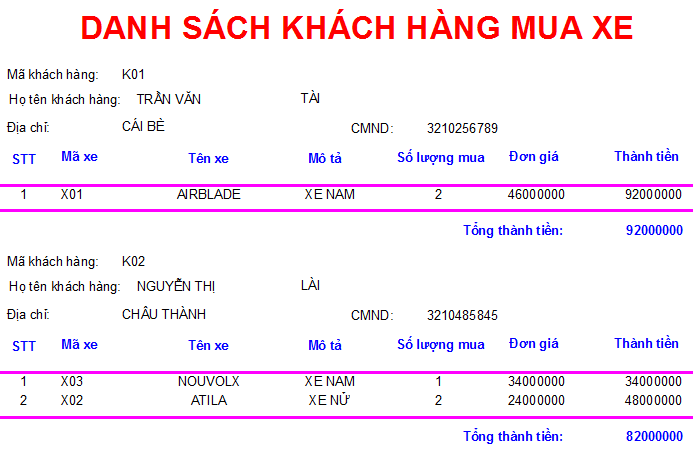 DANH SÁCH KHÁCH HÀNG MUA XE
Mã khách hàng: K01
Họ tên khách hàng: TRẦN VĂN TÀI
Địa chỉ: CÁI BÈ CMND: 3210256789
STT Mã xe Tên xe Mô tả Số lượng mua Đơn giá Thành tiền
1 X01 AIRBLADE XE NAM 2 46000000 92000000
Tổng thành tiền: 92000000
Mã khách hàng: K02
Họ tên khách hàng: NGUYỄN THỊ LÀI
Địa chỉ: CHÂU THÀNH CMND: 3210485845
STT Mã xe Tên xe Mô tả Số lượng mua Đơn giá Thành tiền
1 X03 NOUVOLX XE NAM 1 34000000 34000000
2 X02 ATILA XE NỮ 2 24000000 48000000
Tổng thành tiền: 82000000